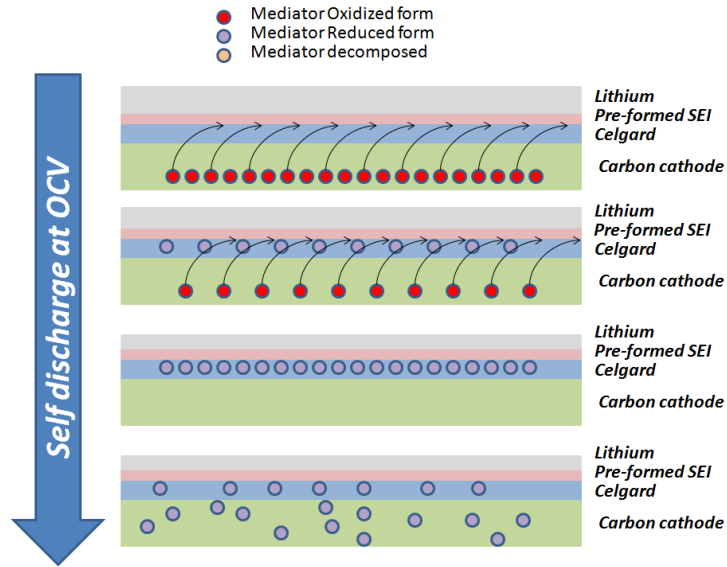 Mediator Oxidized form
Mediator Reduced form
Mediator decomposed
Self discharge at OCV
Lithium
Pre-formed SEI
Celgard
Carbon cathode
Lithium
Pre-formed SEI
Celgard
Carbon cathode
Lithium
Pre-formed SEI
Celgard
Carbon cathode
Lithium
Pre-formed SEI
Celgard
Carbon cathode